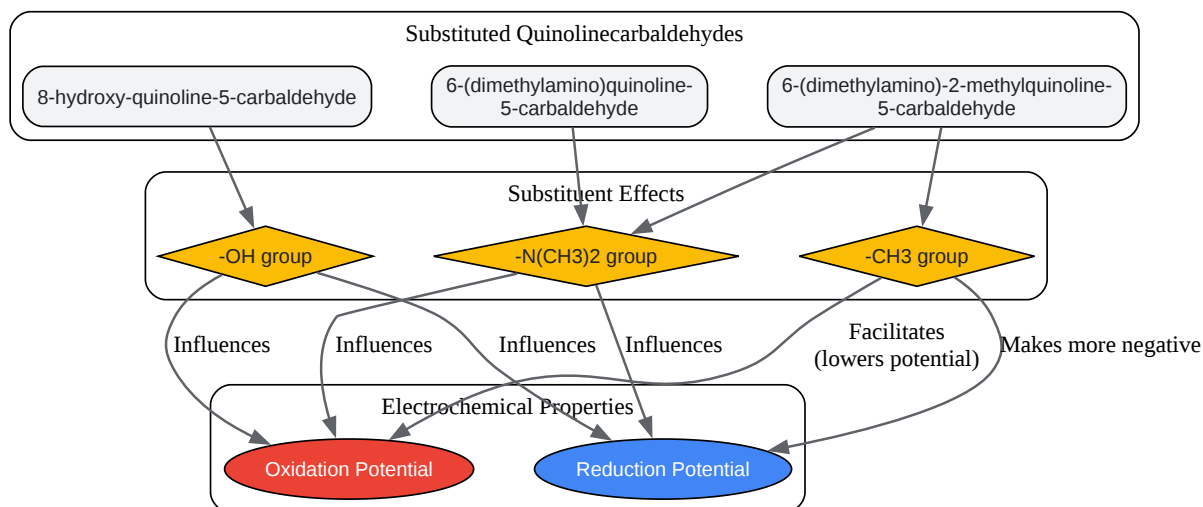 Substituted Quinolinecarbaldehydes
8-hydroxy-quinoline-5-carbaldehyde
6-(dimethylamino)quinoline-
5-carbaldehyde
6-(dimethylamino)-2-methylquinoline-
5-carbaldehyde
Substituent Effects
-OH group
-N(CH3)2 group
-CH3 group
Influences
Influences
Influences
Influences
Facilitates
(lowers potential)
Makes more negative
Electrochemical Properties
Oxidation Potential
Reduction Potential